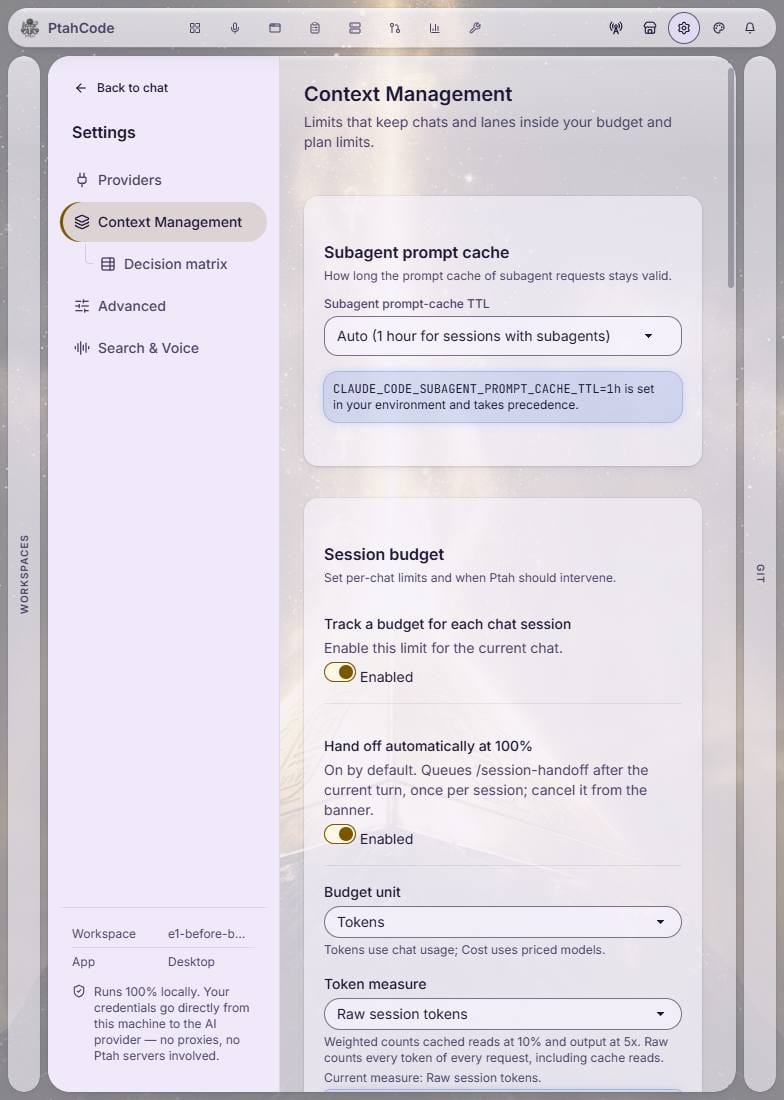 PtahCode
WORKSPACES
Back to chat
Settings
Providers
Context Management
Decision matrix
Advanced
Search & Voice
Workspace e1-before-b...
App Desktop
Runs 100% locally. Your
credentials go directly from
this machine to the AI
provider — no proxies, no
Ptah servers involved.
Context Management
Limits that keep chats and lanes inside your budget and
plan limits.
Subagent prompt cache
How long the prompt cache of subagent requests stays valid.
Subagent prompt-cache TTL
Auto (1 hour for sessions with subagents)
CLAUDE_CODE_SUBAGENT_PROMPT_CACHE_TTL=1h is set
in your environment and takes precedence.
Session budget
Set per-chat limits and when Ptah should intervene.
Track a budget for each chat session
Enable this limit for the current chat.
Enabled
Hand off automatically at 100%
On by default. Queues /session-handoff after the
current turn, once per session; cancel it from the
banner.
Enabled
Budget unit
Tokens
Tokens use chat usage; Cost uses priced models.
Token measure
Raw session tokens
Weighted counts cached reads at 10% and output at 5x. Raw
counts every token of every request, including cache reads.
Current measure: Raw session tokens.
GIT